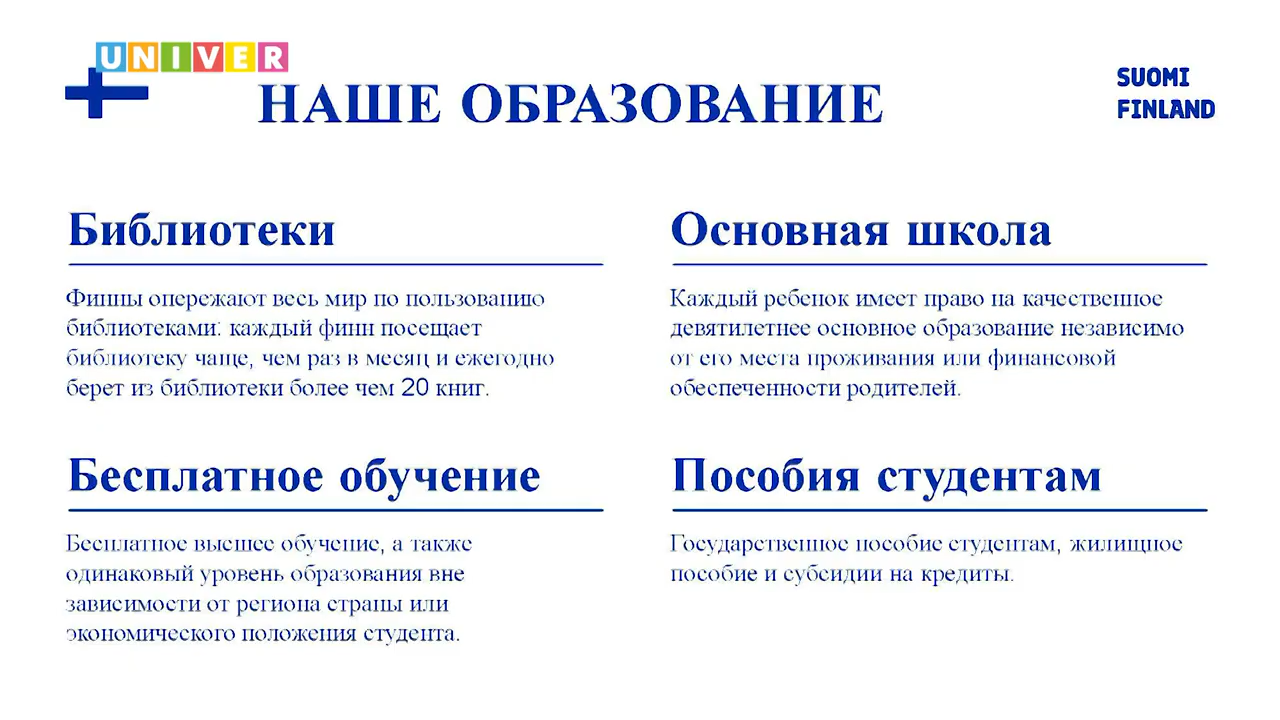 UNIVER
НАШЕ ОБРАЗОВАНИЕ
SUOMI
FINLAND
Библиотеки
Финны опережают весь мир по пользованию
библиотеками: каждый финн посещает
библиотеку чаще, чем раз в месяц и ежегодно
берет из библиотеки более чем 20 книг.
Основная школа
Каждый ребенок имеет право на качественное
девятилетнее основное образование независимо
от его места проживания или финансовой
обеспеченности родителей.
Бесплатное обучение
Бесплатное высшее обучение, а также
одинаковый уровень образования вне
зависимости от региона страны или
экономического положения студента.
Пособия студентам
Государственное пособие студентам, жилищное
пособие и субсидии на кредиты.